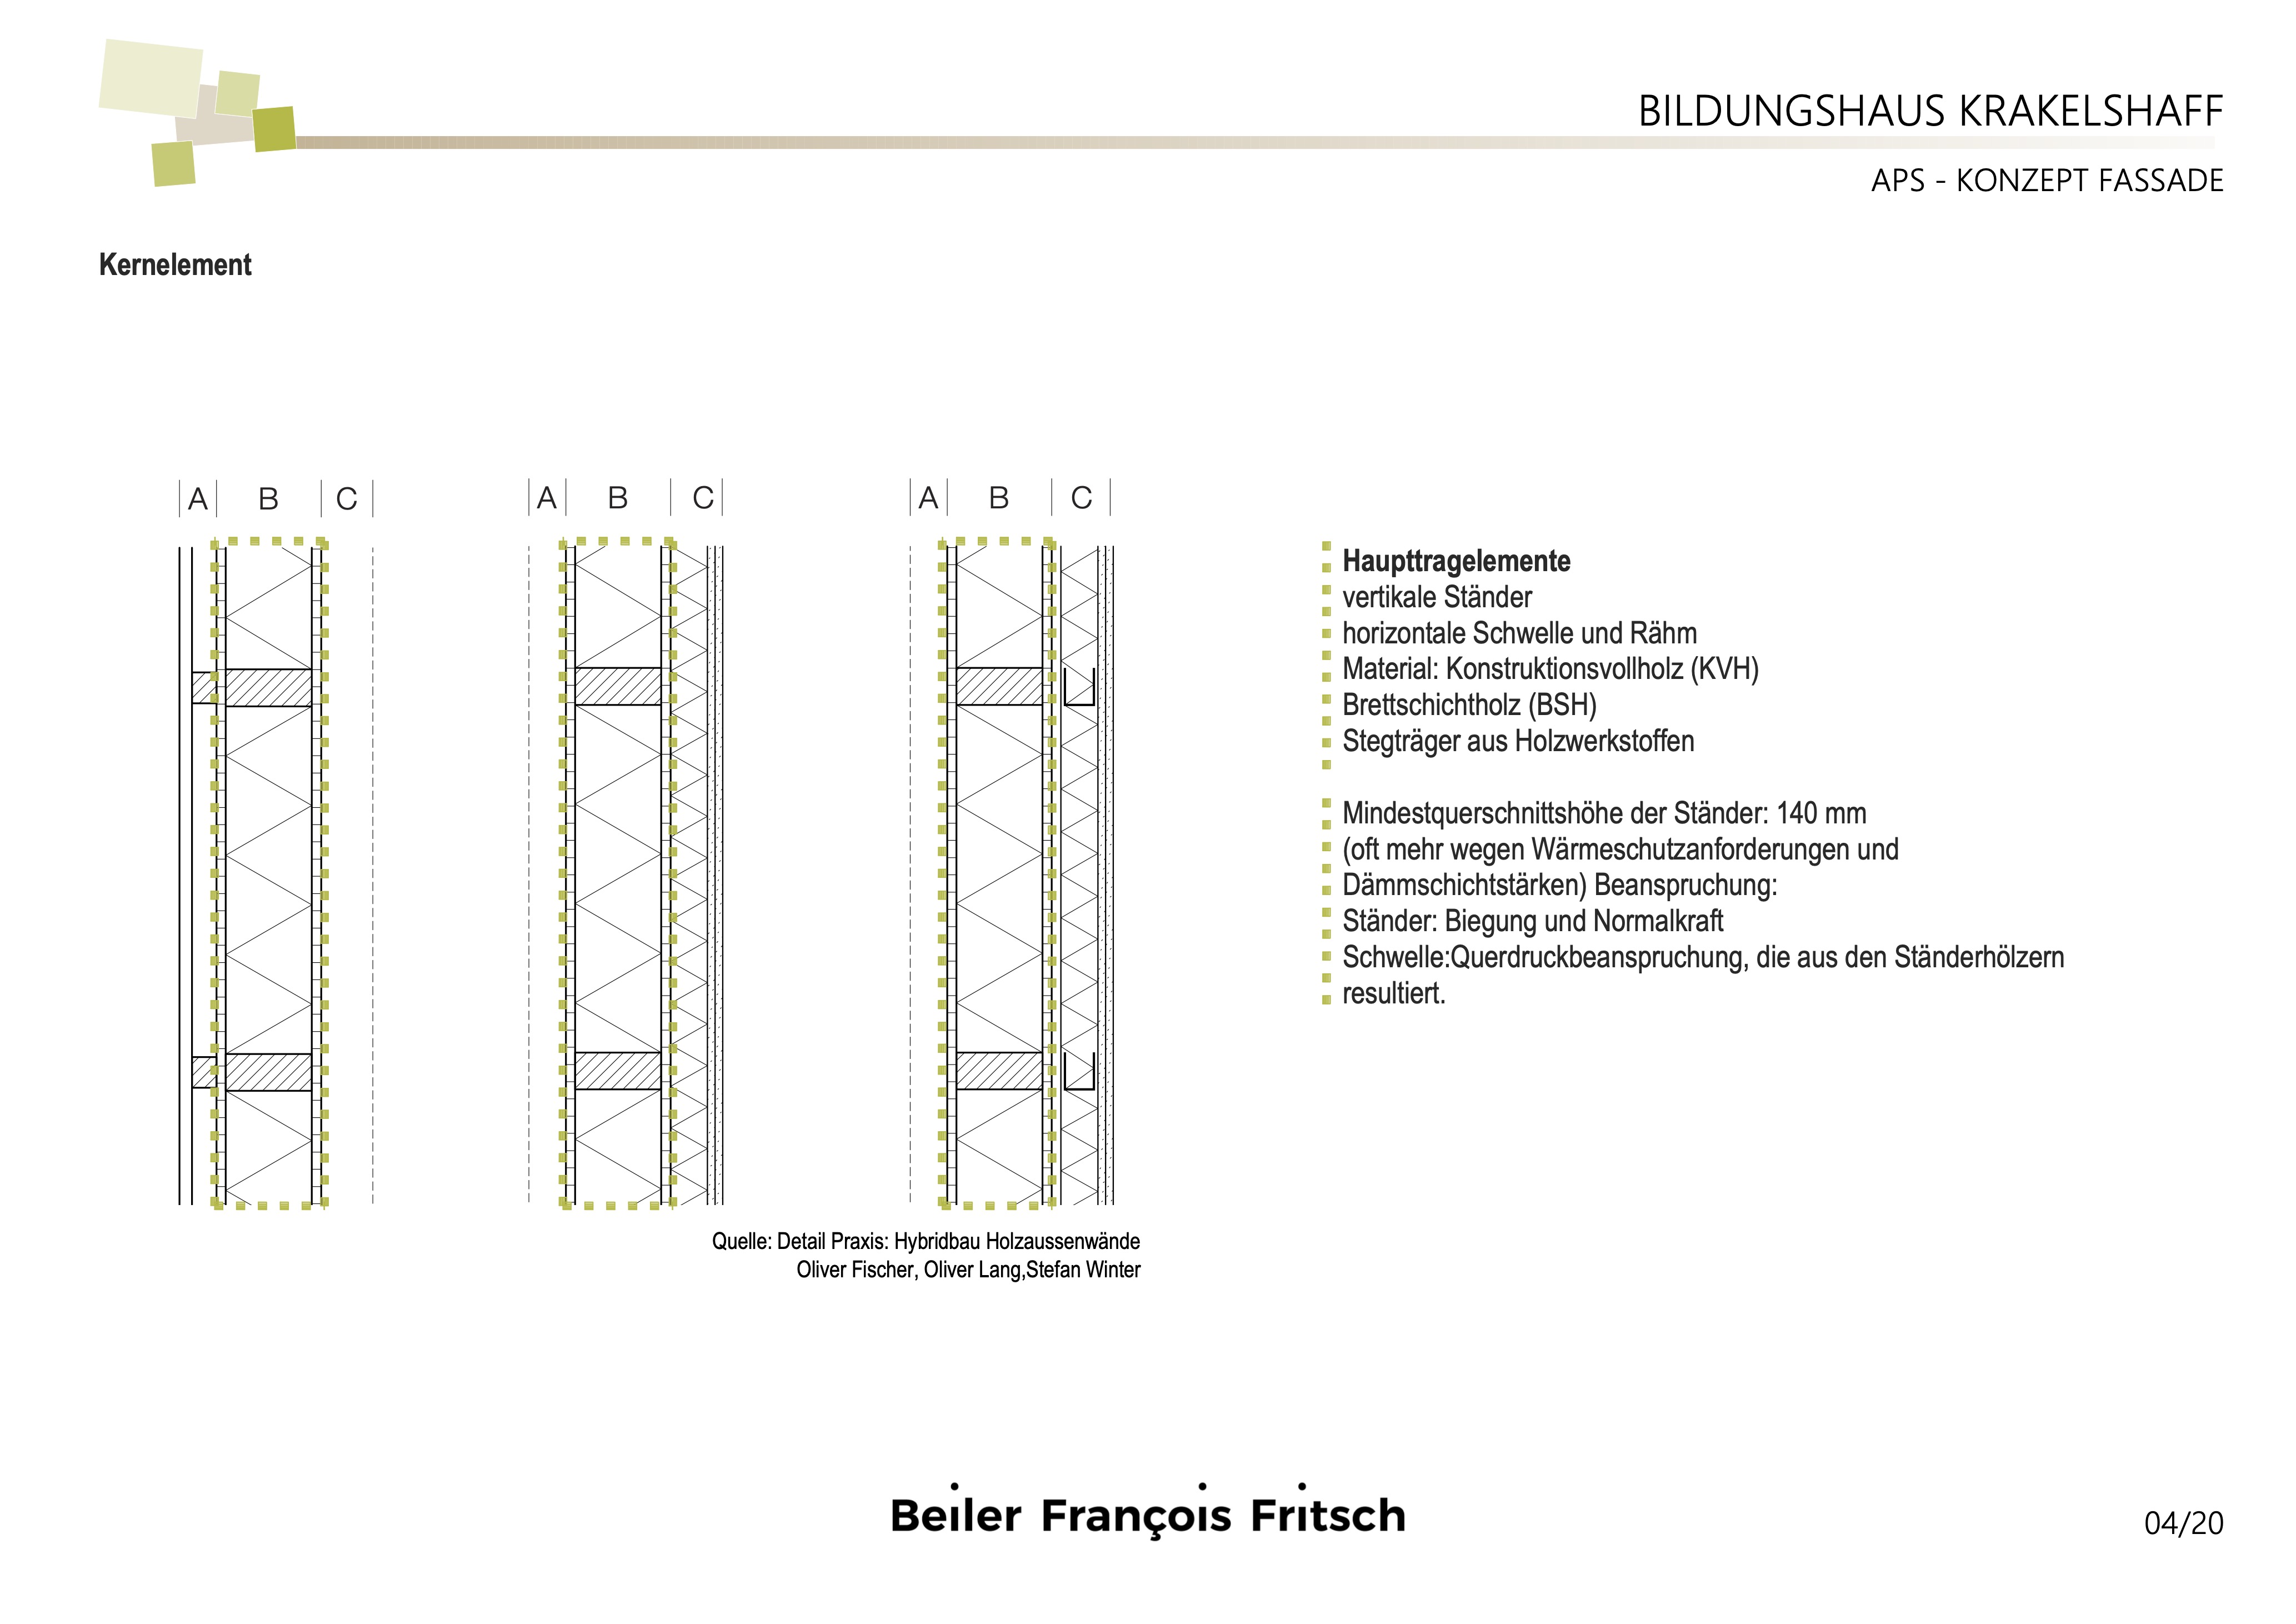 BILDUNGSHAUS KRAKELSHAFF
APS - KONZEPT FASSADE
Kernelement
A B C
A B C
A B C
Haupttragelemente
vertikale Ständer
horizontale Schwelle und Rähm
Material: Konstruktionsvollholz (KVH)
Brettschichtholz (BSH)
Stegträger aus Holzwerkstoffen
Mindestquerschnittshöhe der Ständer: 140 mm
(oft mehr wegen Wärmeschutzanforderungen und
Dämmschichtstärken) Beanspruchung:
Ständer: Biegung und Normalkraft
Schwelle:Querdruckbeanspruchung, die aus den Ständerhölzern
resultiert.
Quelle: Detail Praxis: Hybridbau Holzaussenwände
Oliver Fischer, Oliver Lang,Stefan Winter
Beiler François Fritsch
04/20